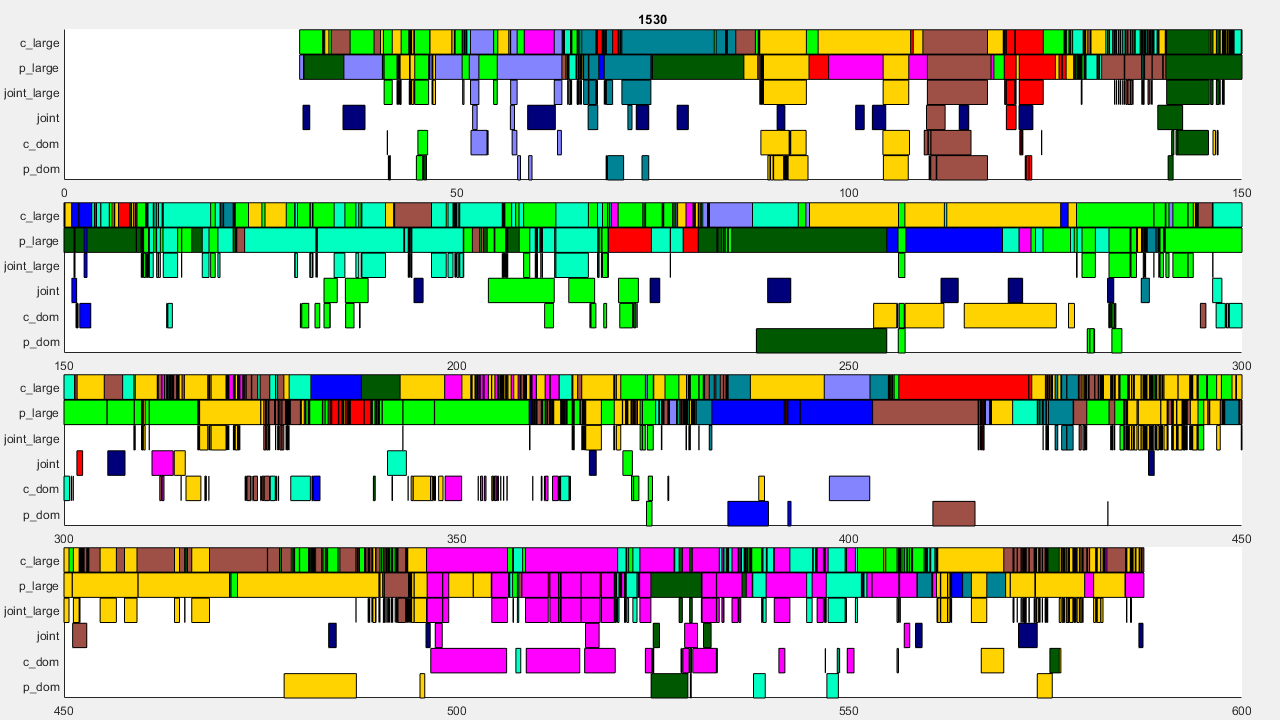 1530
c_large
p_large
joint_large
joint
c_dom
p_dom
0 50 100 150
c_large
p_large
joint_large
joint
c_dom
p_dom
150 200 250 300
c_large
p_large
joint_large
joint
c_dom
p_dom
300 350 400 450
c_large
p_large
joint_large
joint
c_dom
p_dom
450 500 550 600